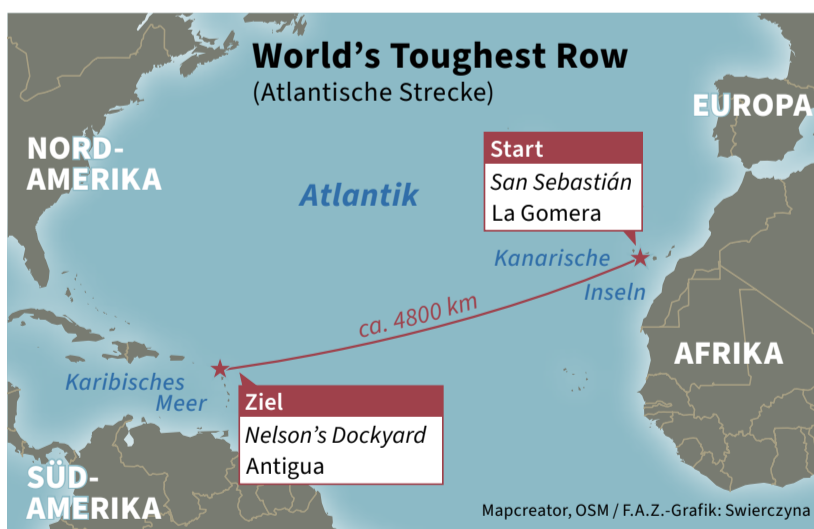 World's Toughest Row
(Atlantische Strecke)
NORD-
AMERIKA
EUROPA
Atlantik
Start
San Sebastián
La Gomera
Kanarische
Inseln
ca. 4800 km
AFRIKA
Karibisches
Meer
Ziel
Nelson's Dockyard
Antigua
SÜD-
AMERIKA
Mapcreator, OSM / F.A.Z.-Grafik: Swierczyna